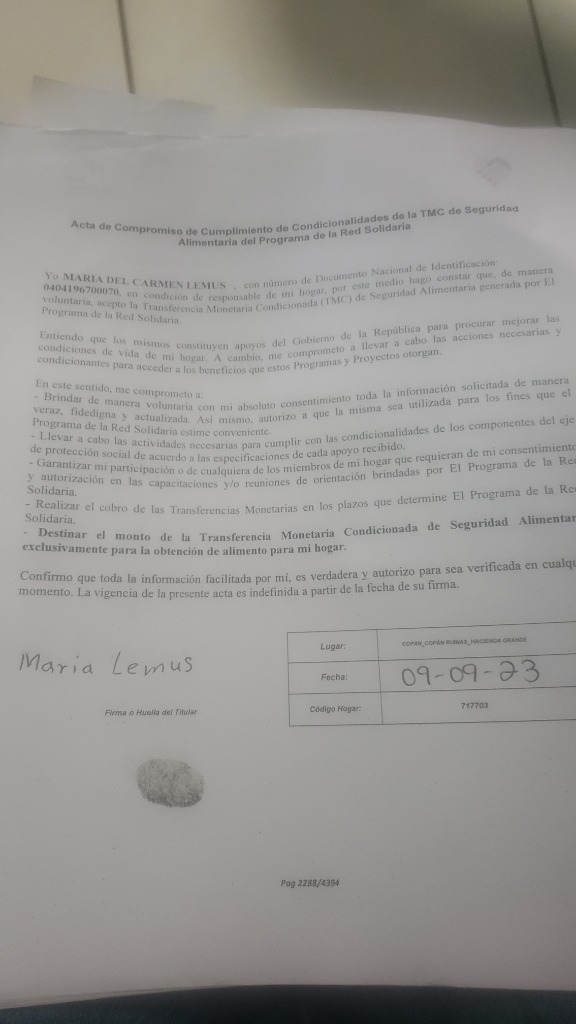 Acta de Compromiso de Cumplimiento de Condicionalidades de la TMC de Seguridad
Alimentaria del Programa de la Red Solidaria
Yo MARIA DEL CARMEN LEMUS , con número de Documento Nacional de Identificación:
0404196700070, en condición de responsable de mi hogar, por este medio hago constar que, de manera
voluntaria, acepto la Transferencia Monetaria Condicionada (TMC) de Seguridad Alimentaria generada por El
Programa de la Red Solidaria
Entiendo que los mismos constituyen apoyos del Gobierno de la República para procurar mejorar las
condiciones de vida de mi hogar. A cambio, me comprometo a llevar a cabo las acciones necesarias y
condicionantes para acceder a los beneficios que estos Programas y Proyectos otorgan.
En este sentido, me comprometo a:
- Brindar de manera voluntaria con mi absoluto consentimiento toda la información solicitada de manera
veraz, fidedigna y actualizada. Así mismo, autorizo a que la misma sea utilizada para los fines que el
Programa de la Red Solidaria estime conveniente.
- Llevar a cabo las actividades necesarias para cumplir con las condicionalidades de los componentes del eje
de protección social de acuerdo a las especificaciones de cada apoyo recibido.
- Garantizar mi participación o de cualquiera de los miembros de mi hogar que requieran de mi consentimiento
y autorización en las capacitaciones y/o reuniones de orientación brindadas por El Programa de la Red
Solidaria.
- Realizar el cobro de las Transferencias Monetarias en los plazos que determine El Programa de la Red
Solidaria.
- Destinar el monto de la Transferencia Monetaria Condicionada de Seguridad Alimentar
exclusivamente para la obtención de alimento para mi hogar.
Confirmo que toda la información facilitada por mí, es verdadera y autorizo para sea verificada en cualqu
momento. La vigencia de la presente acta es indefinida a partir de la fecha de su firma.
Maria Lemus
Firma o Huella del Titular
Lugar: COPAN_COPÁN RUINAS_HACIENDA GRANDE
Fecha: 09-09-23
Código Hogar: 717703
Pag 2288/4394